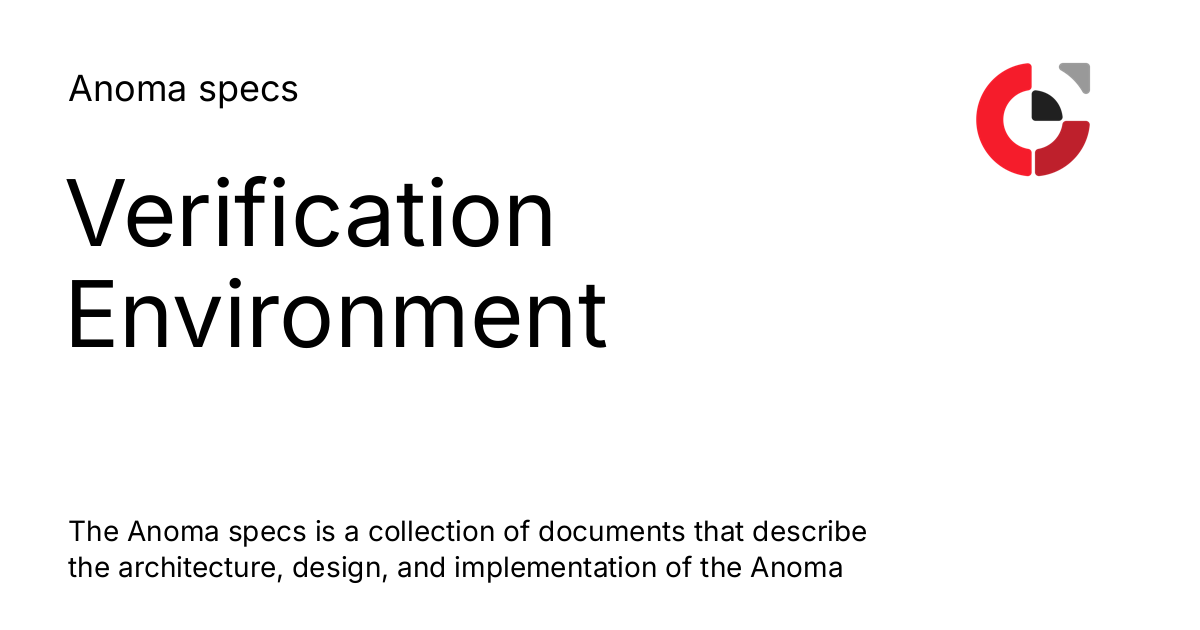 Anoma specs
Verification
Environment
The Anoma specs is a collection of documents that describe
the architecture, design, and implementation of the Anoma